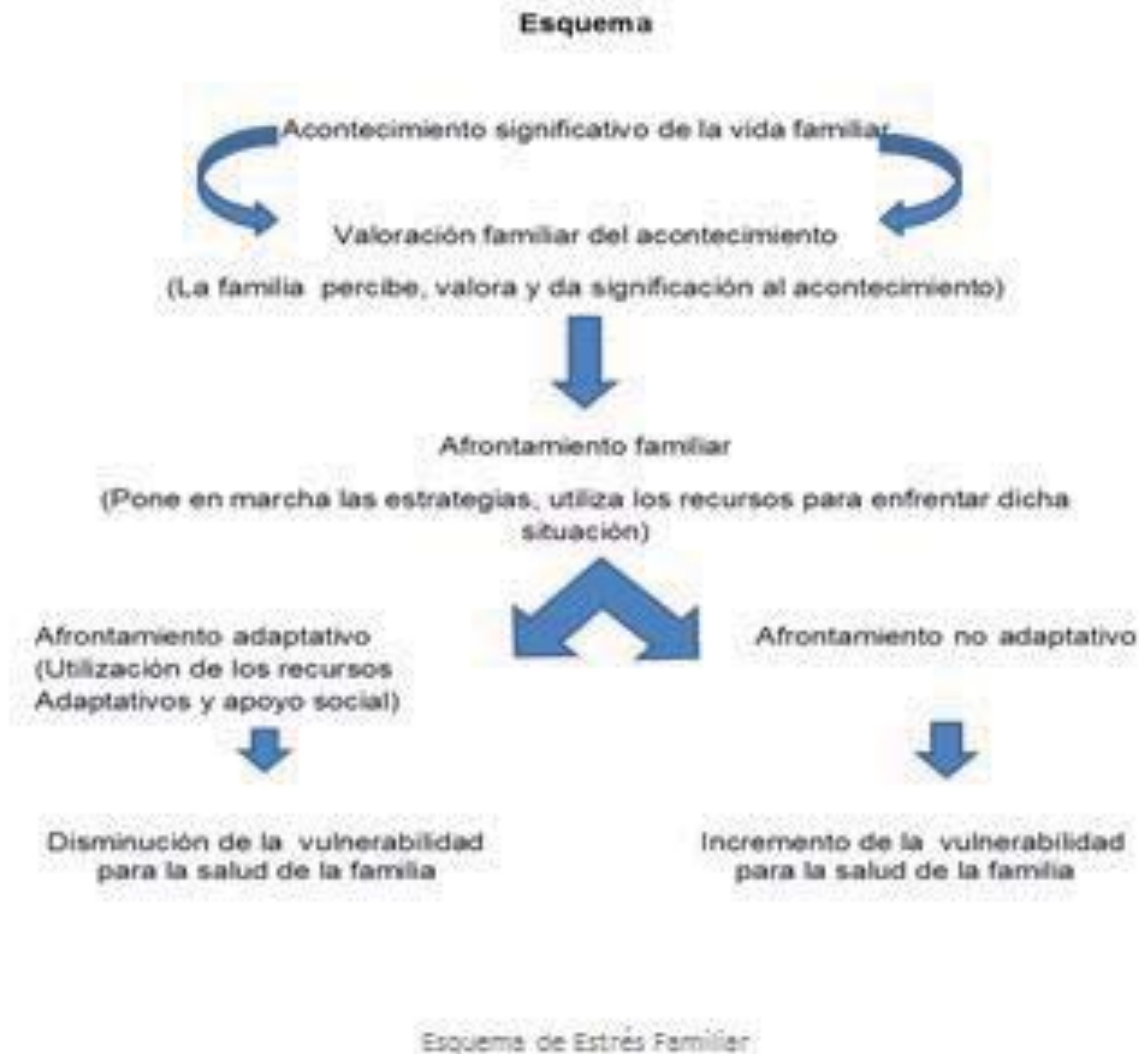 Esquema
Acontecimiento significativo de la vida familiar
Valoración familiar del acontecimiento
(La familia percibe, valora y da significación al acontecimiento)
Afrontamiento familiar
(Pone en marcha las estrategias, utiliza los recursos para enfrentar dicha
situación)
Afrontamiento adaptativo
(Utilización de los recursos
Adaptativos y apoyo social)
Afrontamiento no adaptativo
Disminución de la vulnerabilidad
para la salud de la familia
Incremento de la vulnerabilidad
para la salud de la familia
Esquema de Estrés Familiar